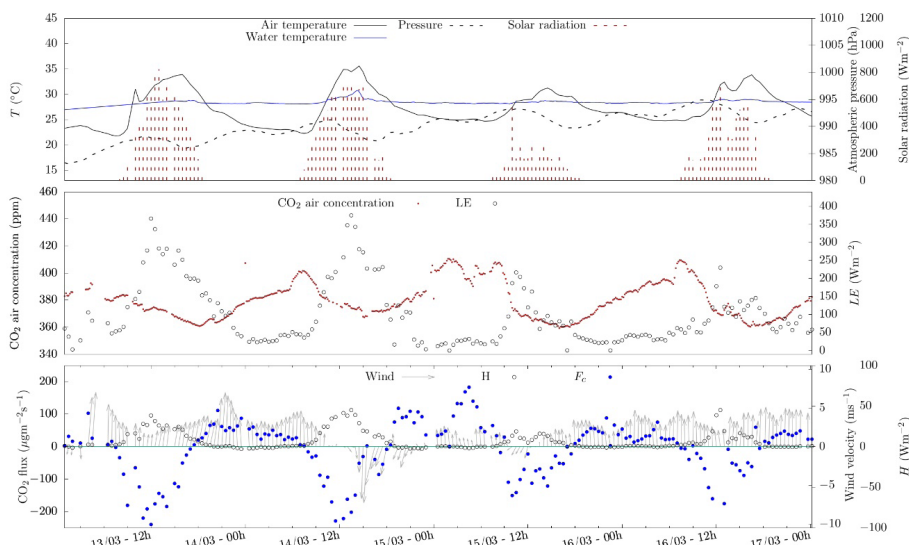 Air temperature
Pressure
Solar radiation
Water temperature
45
40
35
30
25
20
15
T (°C)
1010
1005
1000
995
990
985
980
Atmospheric pressure (hPa)
1200
1000
800
600
400
200
0
Solar radiation (Wm-2)
CO2 air concentration
LE
460
440
420
400
380
360
340
CO2 air concentration (ppm)
400
350
300
250
200
150
100
50
0
LE (Wm-2)
Wind
H
Fc
200
100
0
-100
-200
CO2 flux (μgm-2s-1)
10
5
0
-5
-10
Wind velocity (ms-1)
100
50
0
-50
-100
H (Wm-2)
13/03 - 12h
14/03 - 00h
14/03 - 12h
15/03 - 00h
15/03 - 12h
16/03 - 00h
16/03 - 12h
17/03 - 00h